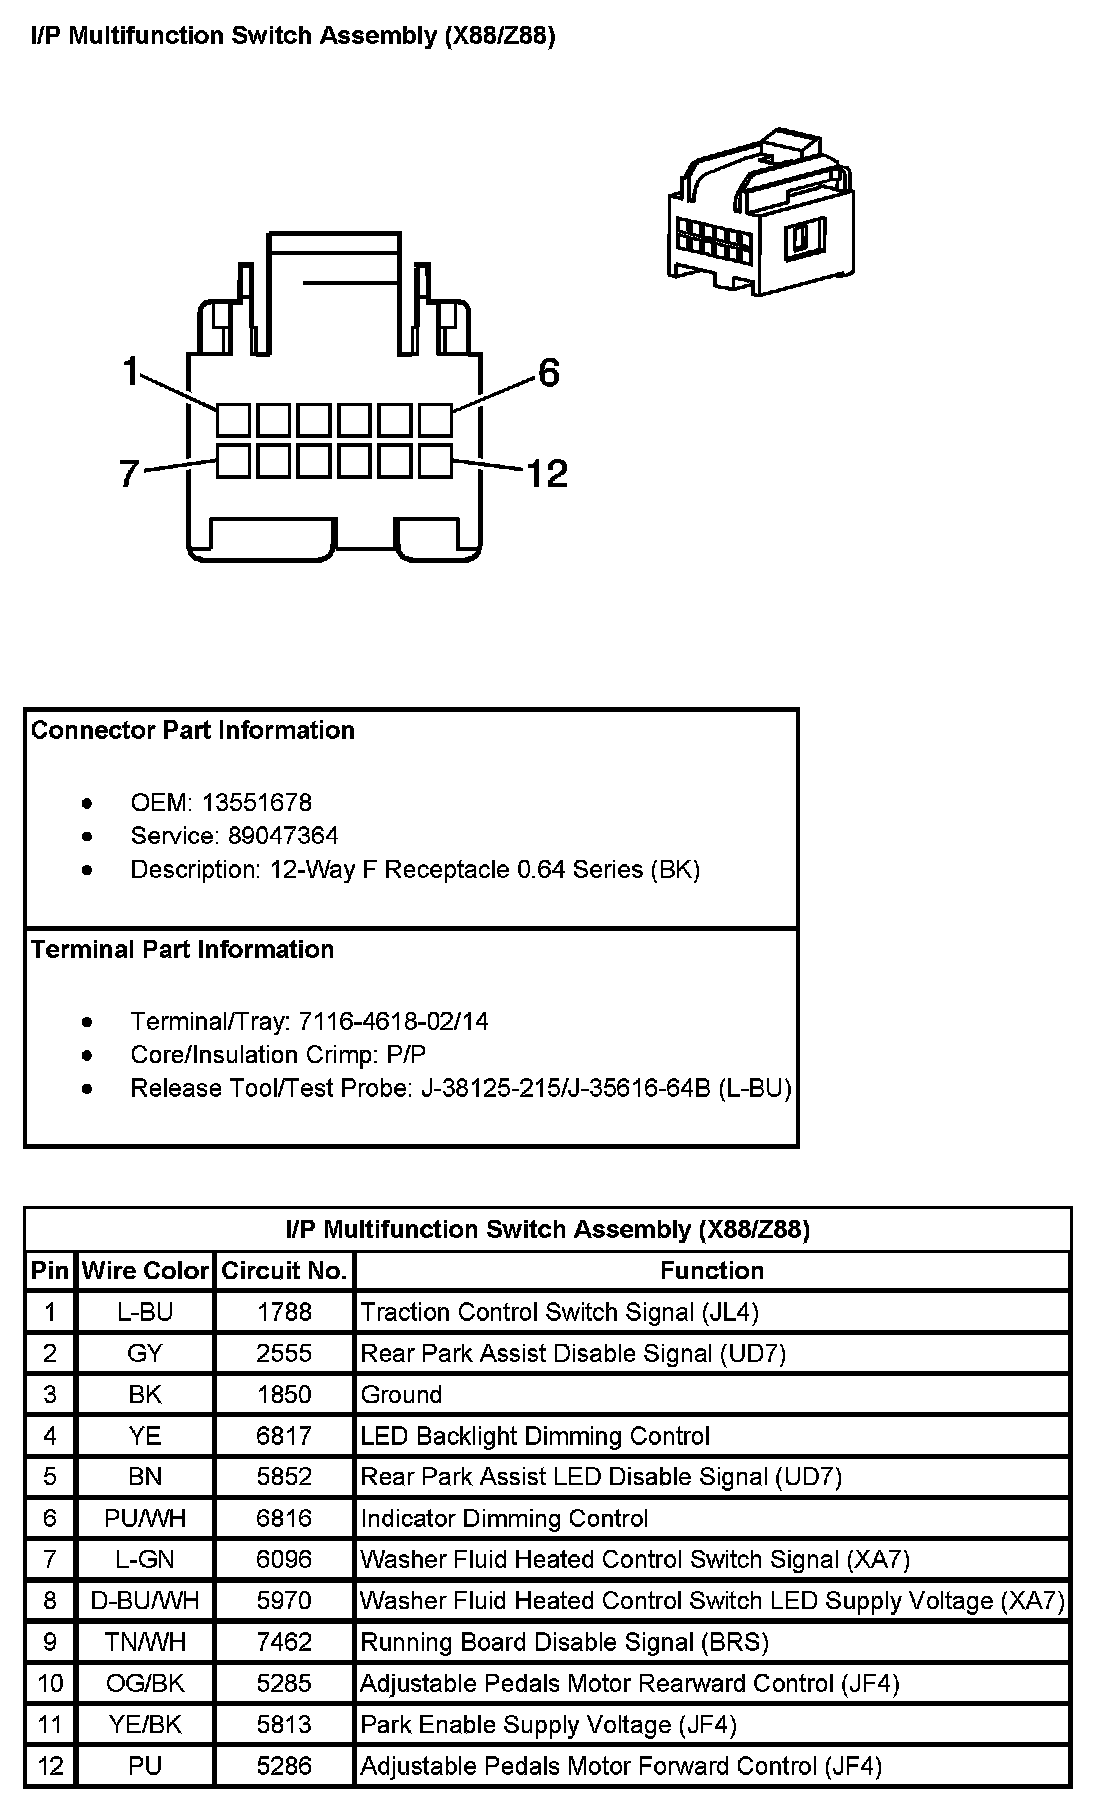 I/P Multifunction Switch Assembly (X88/Z88)
1
6
7
12
Connector Part Information
● OEM: 13551678
● Service: 89047364
● Description: 12-Way F Receptacle 0.64 Series (BK)
Terminal Part Information
● Terminal/Tray: 7116-4618-02/14
● Core/Insulation Crimp: P/P
● Release Tool/Test Probe: J-38125-215/J-35616-64B (L-BU)
I/P Multifunction Switch Assembly (X88/Z88)
Pin Wire Color Circuit No. Function
1 L-BU 1788 Traction Control Switch Signal (JL4)
2 GY 2555 Rear Park Assist Disable Signal (UD7)
3 BK 1850 Ground
4 YE 6817 LED Backlight Dimming Control
5 BN 5852 Rear Park Assist LED Disable Signal (UD7)
6 PU/WH 6816 Indicator Dimming Control
7 L-GN 6096 Washer Fluid Heated Control Switch Signal (XA7)
8 D-BU/WH 5970 Washer Fluid Heated Control Switch LED Supply Voltage (XA7)
9 TN/WH 7462 Running Board Disable Signal (BRS)
10 OG/BK 5285 Adjustable Pedals Motor Rearward Control (JF4)
11 YE/BK 5813 Park Enable Supply Voltage (JF4)
12 PU 5286 Adjustable Pedals Motor Forward Control (JF4)